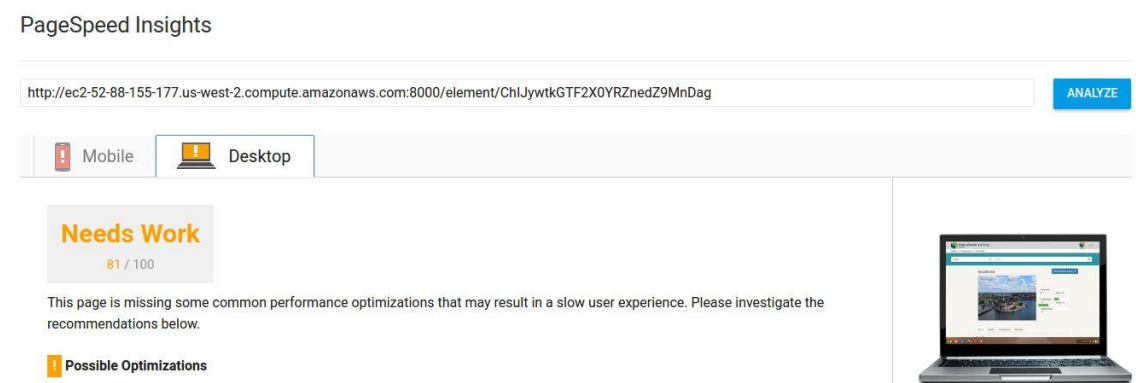 PageSpeed Insights
http://ec2-52-88-155-177.us-west-2.compute.amazonaws.com:8000/element/ChIJywtkGTF2X0YRZnedZ9MnDag
ANALYZE
Mobile
Desktop
Needs Work
81 / 100
This page is missing some common performance optimizations that may result in a slow user experience. Please investigate the
recommendations below.
Possible Optimizations